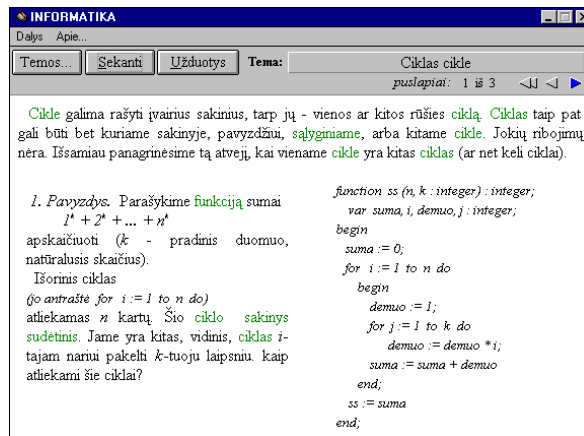 INFORMATIKA
Dalys Apie...
Temos... Sekanti Užduotys Tema: Ciklas cikle
puslapiai: 1 iš 3
Cikle galima rašyti įvairius sakinius, tarp jų - vienos ar kitos rūšies ciklą. Ciklas taip pat
gali būti bet kuriame sakinyje, pavyzdžiui, sąlyginiame, arba kitame cikle. Jokių ribojimų
nėra. Išsamiau panagrinėsime tą atvejį, kai viename cikle yra kitas ciklas (ar net keli ciklai).
1. Pavyzdys. Parašykime funkciją sumai
1^k + 2^k + ... + n^k
apskaičiuoti (k - pradinis duomuo,
natūralusis skaičius).
Išorinis ciklas
(jo antraštė for i := 1 to n do)
atliekamas n kartų. Šio ciklo sakinys
sudėtinis. Jame yra kitas, vidinis, ciklas i-
tajam nariui pakelti k-tuoju laipsniu. kaip
atliekami šie ciklai?
function ss (n, k : integer) : integer;
var suma, i, demuo, j : integer;
begin
suma := 0;
for i := 1 to n do
begin
demuo := 1;
for j := 1 to k do
demuo := demuo * i;
suma := suma + demuo
end;
ss := suma
end;